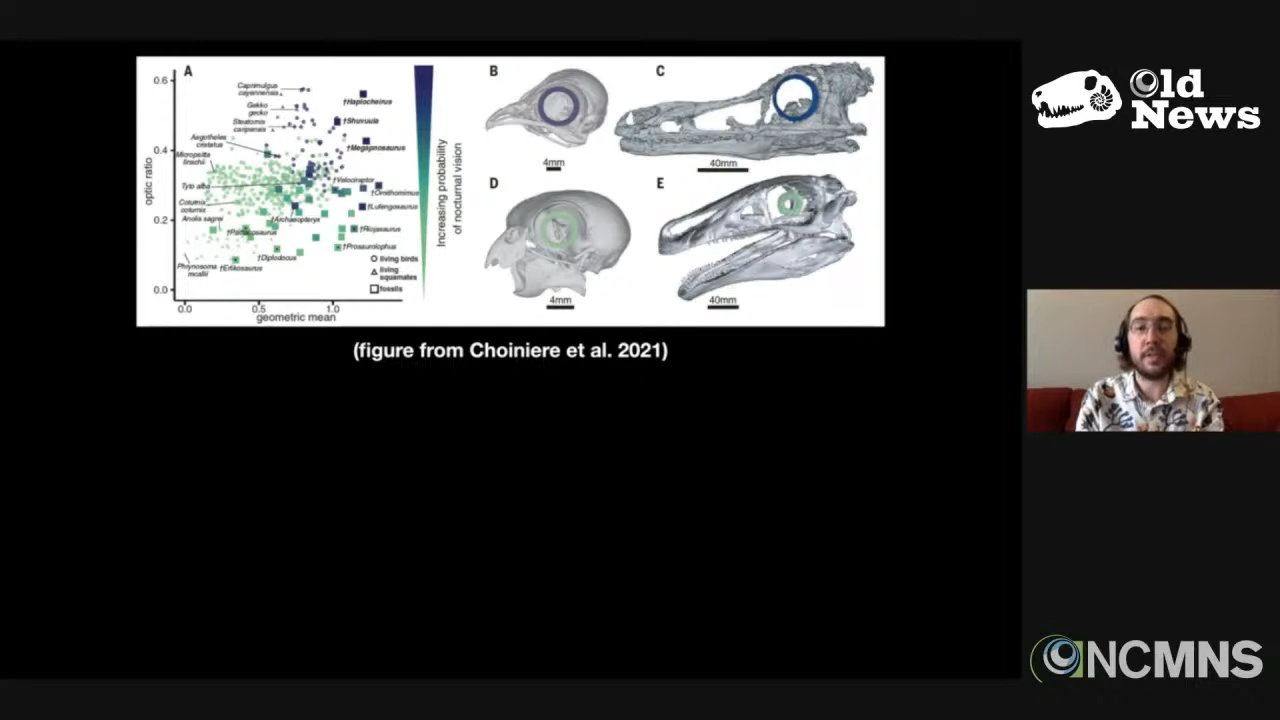 A
0.6
0.4
0.2
0.0
optic ratio
0.0
0.5
1.0
geometric mean
Caprimulgus
cayennensis
Gekko
gecko
Steatornis
caripensis
Aegotheles
cristatus
Micropsitta
finschii
Tyto alba
Coturnix
coturnix
Anolis sagrei
†Psittacosaurus
Phrynosoma
mcallii
†Erlikosaurus
†Diplodocus
†Archaeopteryx
†Haplocheirus
†Shuvuuia
†Megapnosaurus
†Velociraptor
†Ornithomimus
†Lufengosaurus
†Riojasaurus
†Prosaurolophus
living birds
living
squamates
fossils
Increasing probability
of nocturnal vision
B
4mm
C
40mm
D
4mm
E
40mm
(figure from Choiniere et al. 2021)
Old
News
NCMNS